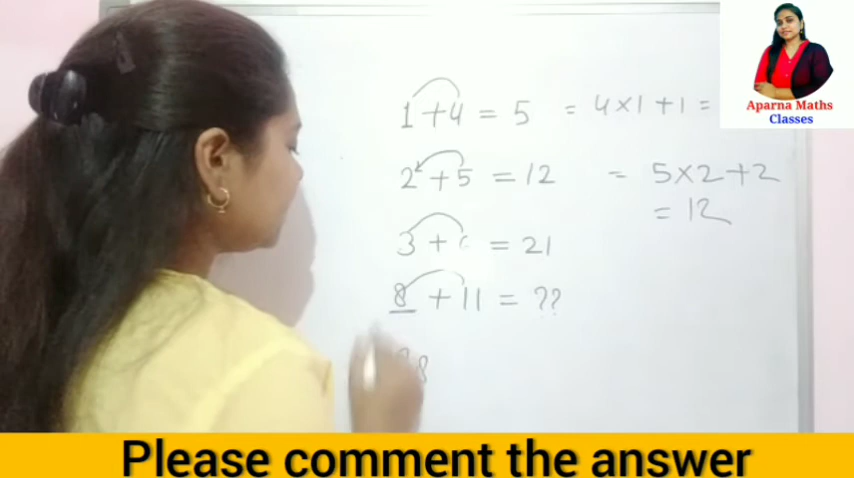 1 + 4 = 5 = 4 × 1 + 1 =
2 + 5 = 12 = 5 × 2 + 2
= 12
3 + = 21
8 + 11 = ??
8
Aparna Maths
Classes
Please comment the answer